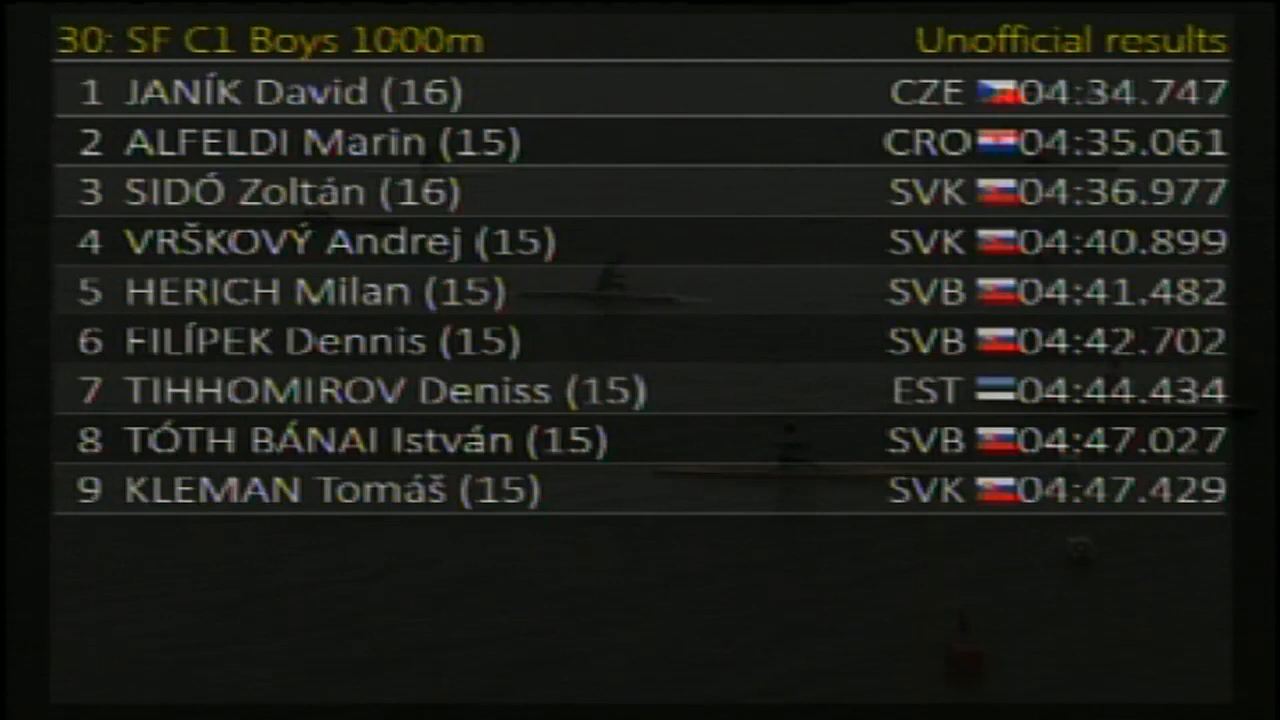 30: SF C1 Boys 1000m Unofficial results
1 JANÍK David (16) CZE 04:34.747
2 ALFELDI Marin (15) CRO 04:35.061
3 SIDÓ Zoltán (16) SVK 04:36.977
4 VRŠKOVÝ Andrej (15) SVK 04:40.899
5 HERICH Milan (15) SVB 04:41.482
6 FILÍPEK Dennis (15) SVB 04:42.702
7 TIHHOMIROV Deniss (15) EST 04:44.434
8 TÓTH BÁNAI István (15) SVB 04:47.027
9 KLEMAN Tomáš (15) SVK 04:47.429